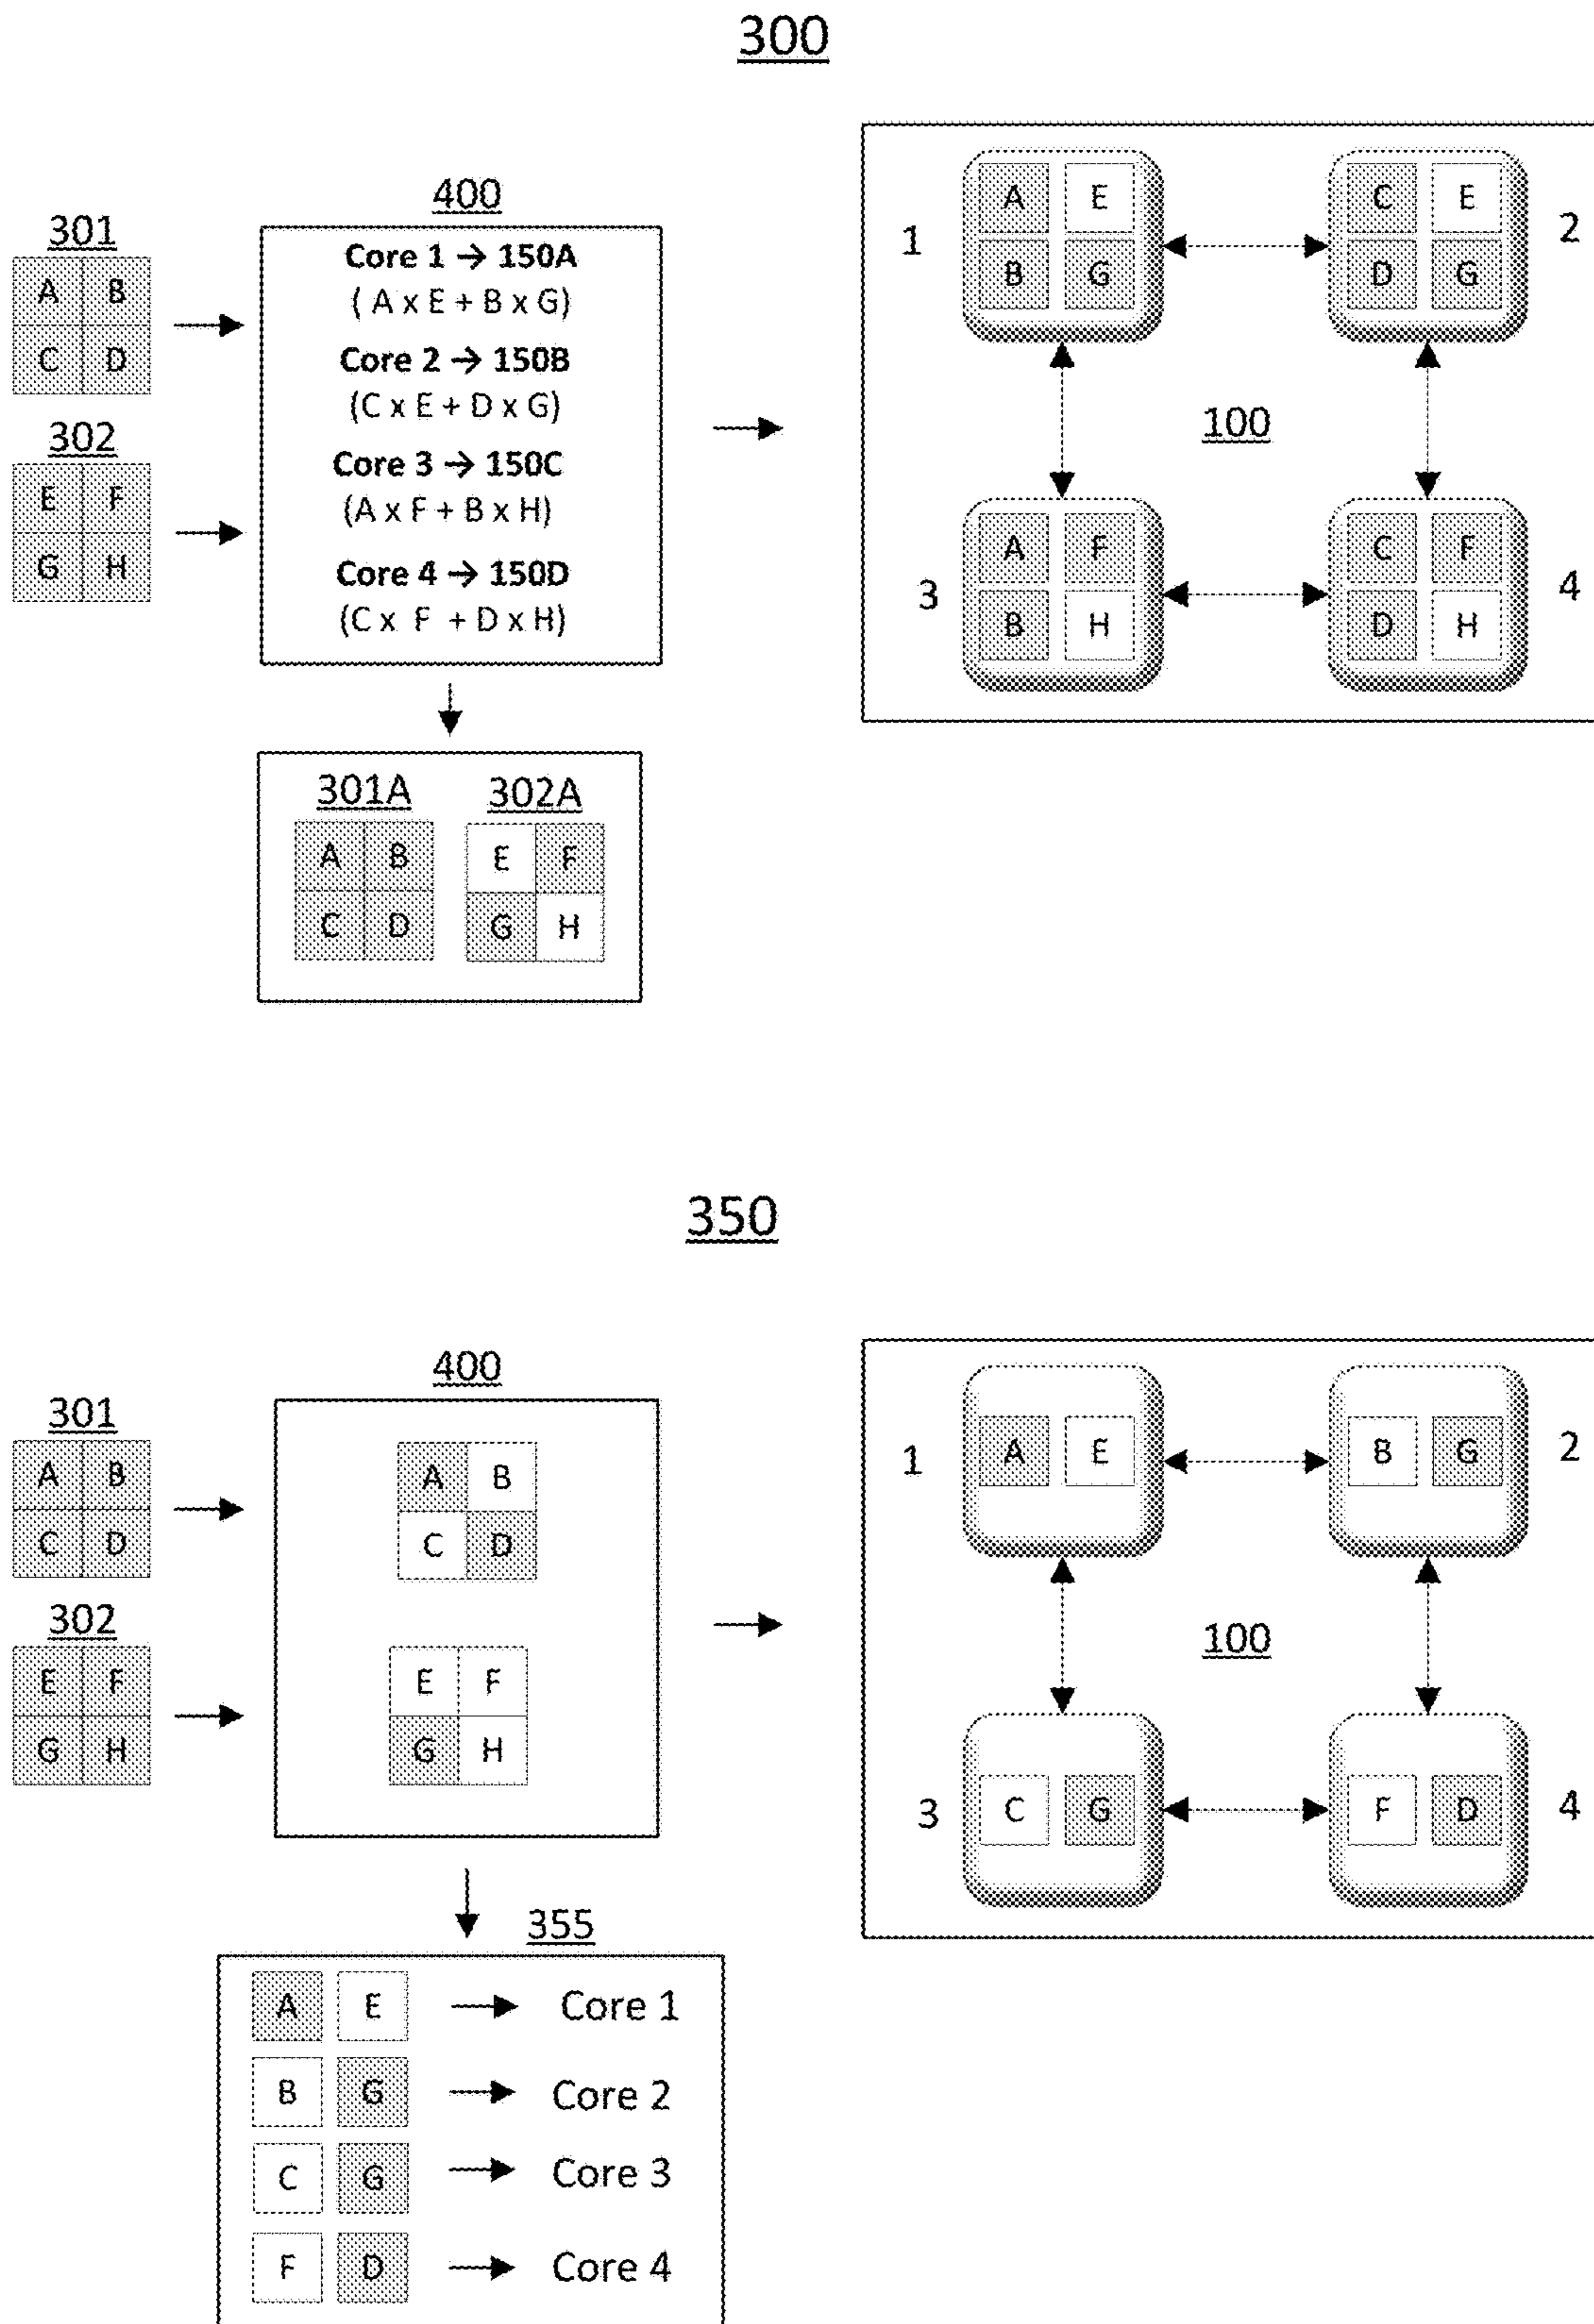 300
400
301
A B
C D
302
E F
G H
Core 1 → 150A
( A x E + B x G)
Core 2 → 150B
(C x E + D x G)
Core 3 → 150C
(A x F + B x H)
Core 4 → 150D
(C x F + D x H)
301A
A B
C D
302A
E F
G H
1
A E
B G
2
C E
D G
100
3
A F
B H
4
C F
D H
350
400
301
A B
C D
302
E F
G H
A B
C D
E F
G H
1
A E
2
B G
100
3
C G
4
F D
355
A E → Core 1
B G → Core 2
C G → Core 3
F D → Core 4